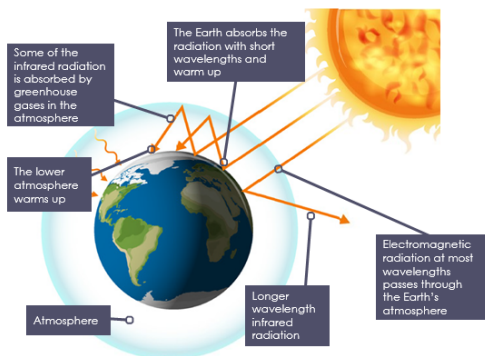 Some of the
infrared radiation
is absorbed by
greenhouse
gases in the
atmosphere
The Earth absorbs the
radiation with short
wavelengths and
warm up
The lower
atmosphere
warms up
Atmosphere
Longer
wavelength
infrared
radiation
Electromagnetic
radiation at most
wavelengths
passes through
the Earth's
atmosphere